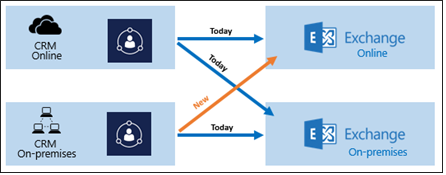 CRM
Online
Today
Exchange
Online
Today
New
CRM
On-premises
Today
Exchange
On-premises